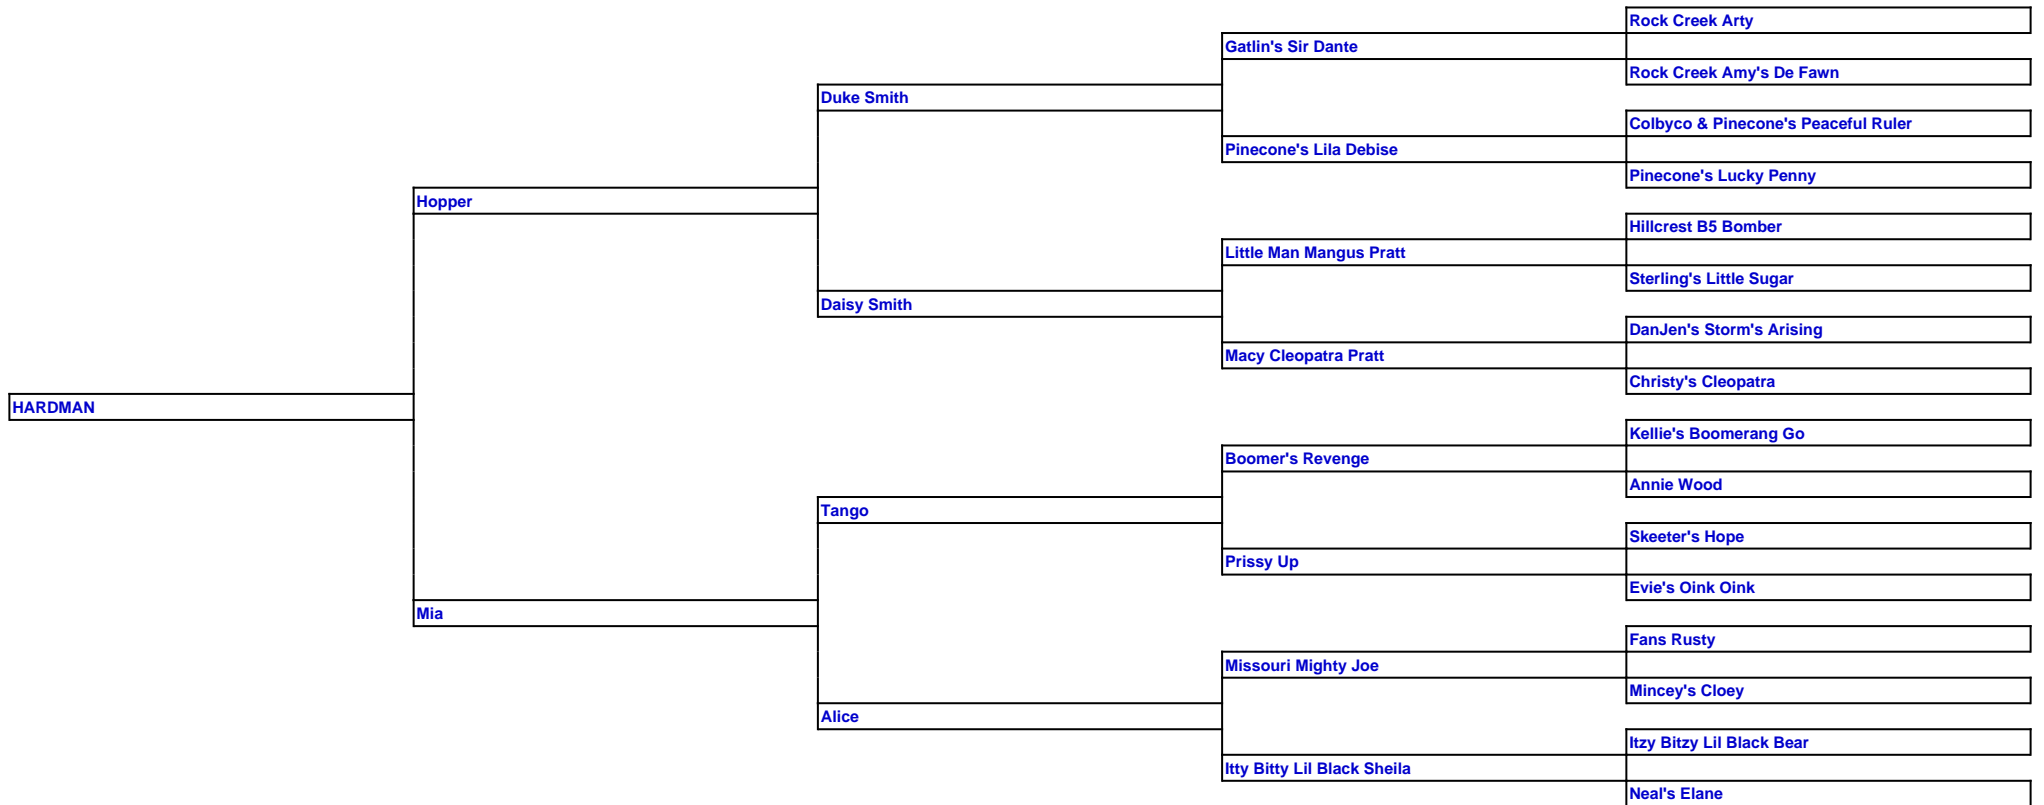 Rock Creek Arty
Gatlin's Sir Dante
Rock Creek Amy's De Fawn
Duke Smith
Colbyco & Pinecone's Peaceful Ruler
Pinecone's Lila Debise
Pinecone's Lucky Penny
Hopper
Hillcrest B5 Bomber
Little Man Mangus Pratt
Sterling's Little Sugar
Daisy Smith
DanJen's Storm's Arising
Macy Cleopatra Pratt
Christy's Cleopatra
HARDMAN
Kellie's Boomerang Go
Boomer's Revenge
Annie Wood
Tango
Skeeter's Hope
Prissy Up
Evie's Oink Oink
Mia
Fans Rusty
Missouri Mighty Joe
Mincey's Cloey
Alice
Itzy Bitzy Lil Black Bear
Itty Bitty Lil Black Sheila
Neal's Elane